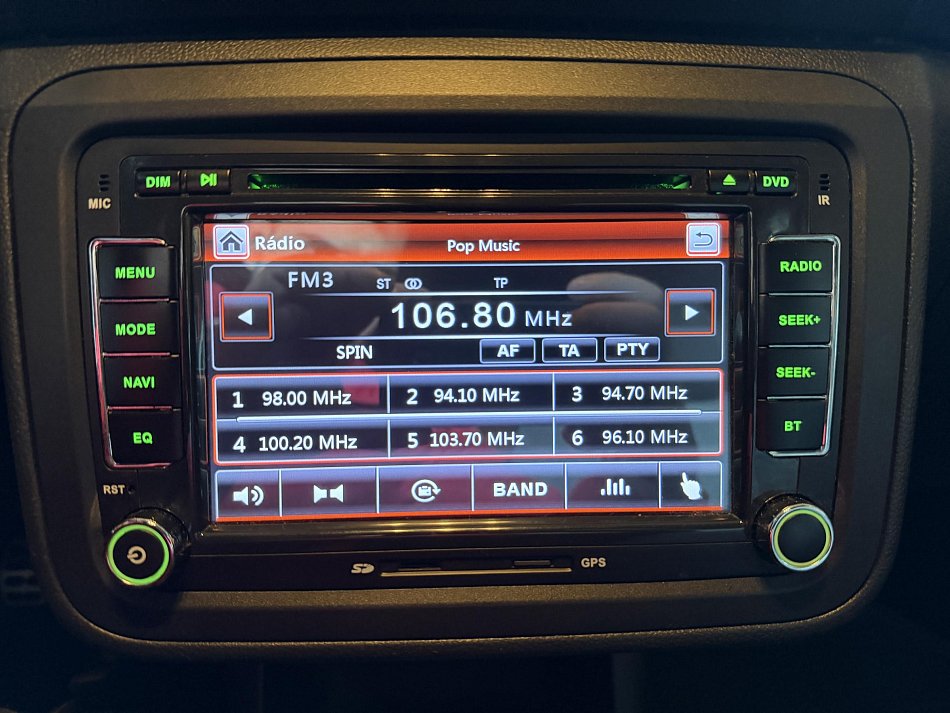 DIM DVD
MIC IR
MENU
MODE
NAVI
EQ
RST
Rádio Pop Music
FM3 ST TP
106.80 MHz
SPIN AF TA PTY
1 98.00 MHz 2 94.10 MHz 3 94.70 MHz
4 100.20 MHz 5 103.70 MHz 6 96.10 MHz
BAND
RADIO
SEEK+
SEEK-
BT
SD GPS